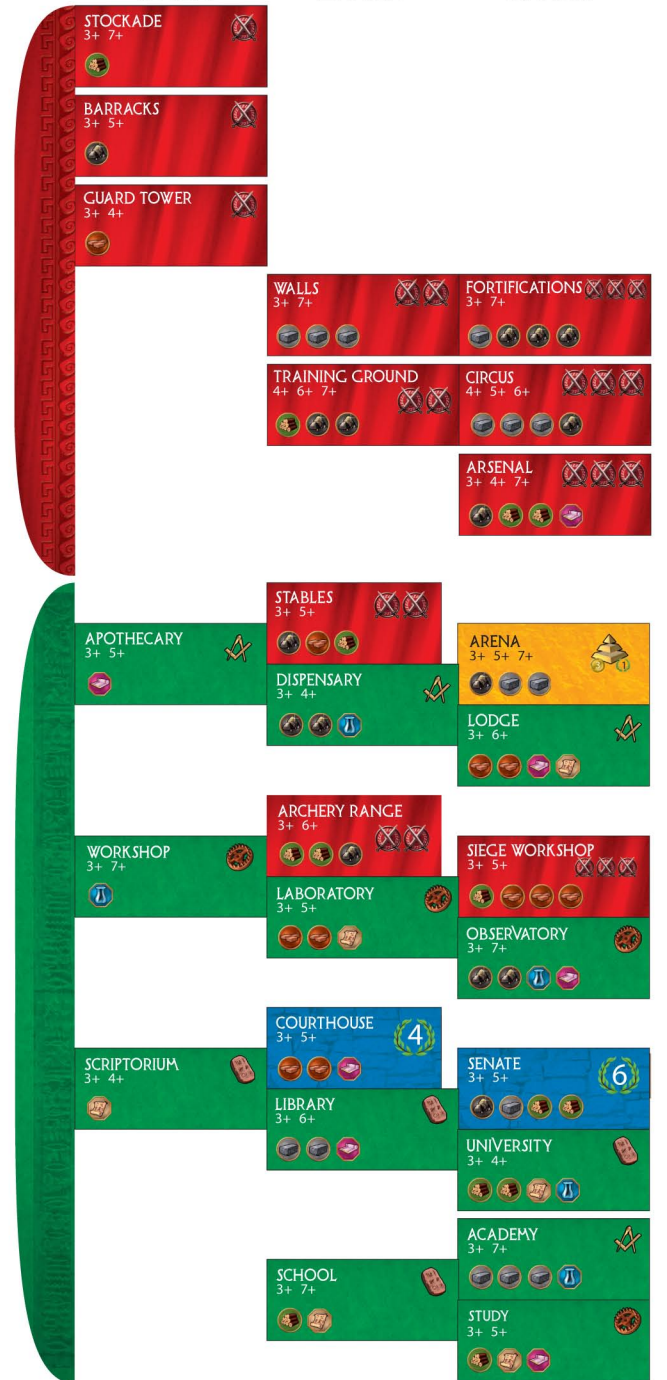 STOCKADE
3+ 7+
BARRACKS
3+ 5+
GUARD TOWER
3+ 4+
WALLS
3+ 7+
FORTIFICATIONS
3+ 7+
TRAINING GROUND
4+ 6+ 7+
CIRCUS
4+ 5+ 6+
ARSENAL
3+ 4+ 7+
STABLES
3+ 5+
APOTHECARY
3+ 5+
ARENA
3+ 5+ 7+
3 1
DISPENSARY
3+ 4+
LODGE
3+ 6+
ARCHERY RANGE
3+ 6+
WORKSHOP
3+ 7+
SIEGE WORKSHOP
3+ 5+
LABORATORY
3+ 5+
OBSERVATORY
3+ 7+
COURTHOUSE
3+ 5+
4
SCRIPTORIUM
3+ 4+
SENATE
3+ 5+
6
LIBRARY
3+ 6+
UNIVERSITY
3+ 4+
ACADEMY
3+ 7+
SCHOOL
3+ 7+
STUDY
3+ 5+